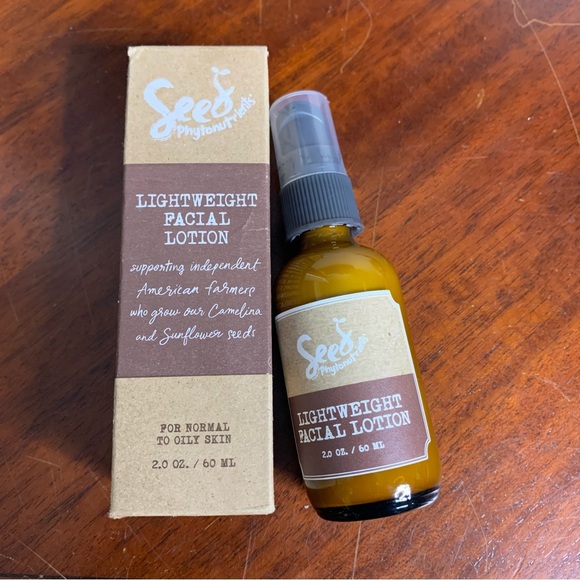 Seed
Phytonutrients
LIGHTWEIGHT
FACIAL
LOTION
supporting independent
American farmers
who grow our Camelina
and Sunflower seeds
FOR NORMAL
TO OILY SKIN
2.0 OZ. / 60 ML
Seed
Phytonutr
LIGHTWEIGHT
FACIAL LOTION
2.0 OZ. / 60 ML